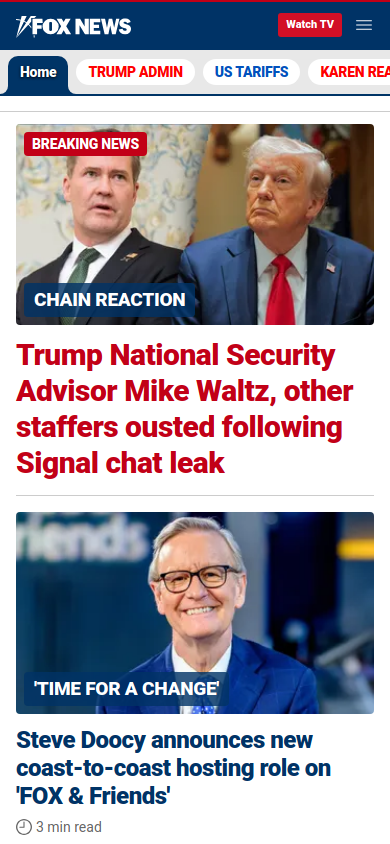 FOX NEWS
Watch TV
Home
TRUMP ADMIN
US TARIFFS
KAREN REA
BREAKING NEWS
CHAIN REACTION
Trump National Security
Advisor Mike Waltz, other
staffers ousted following
Signal chat leak
riends
'TIME FOR A CHANGE'
Steve Doocy announces new
coast-to-coast hosting role on
'FOX & Friends'
3 min read